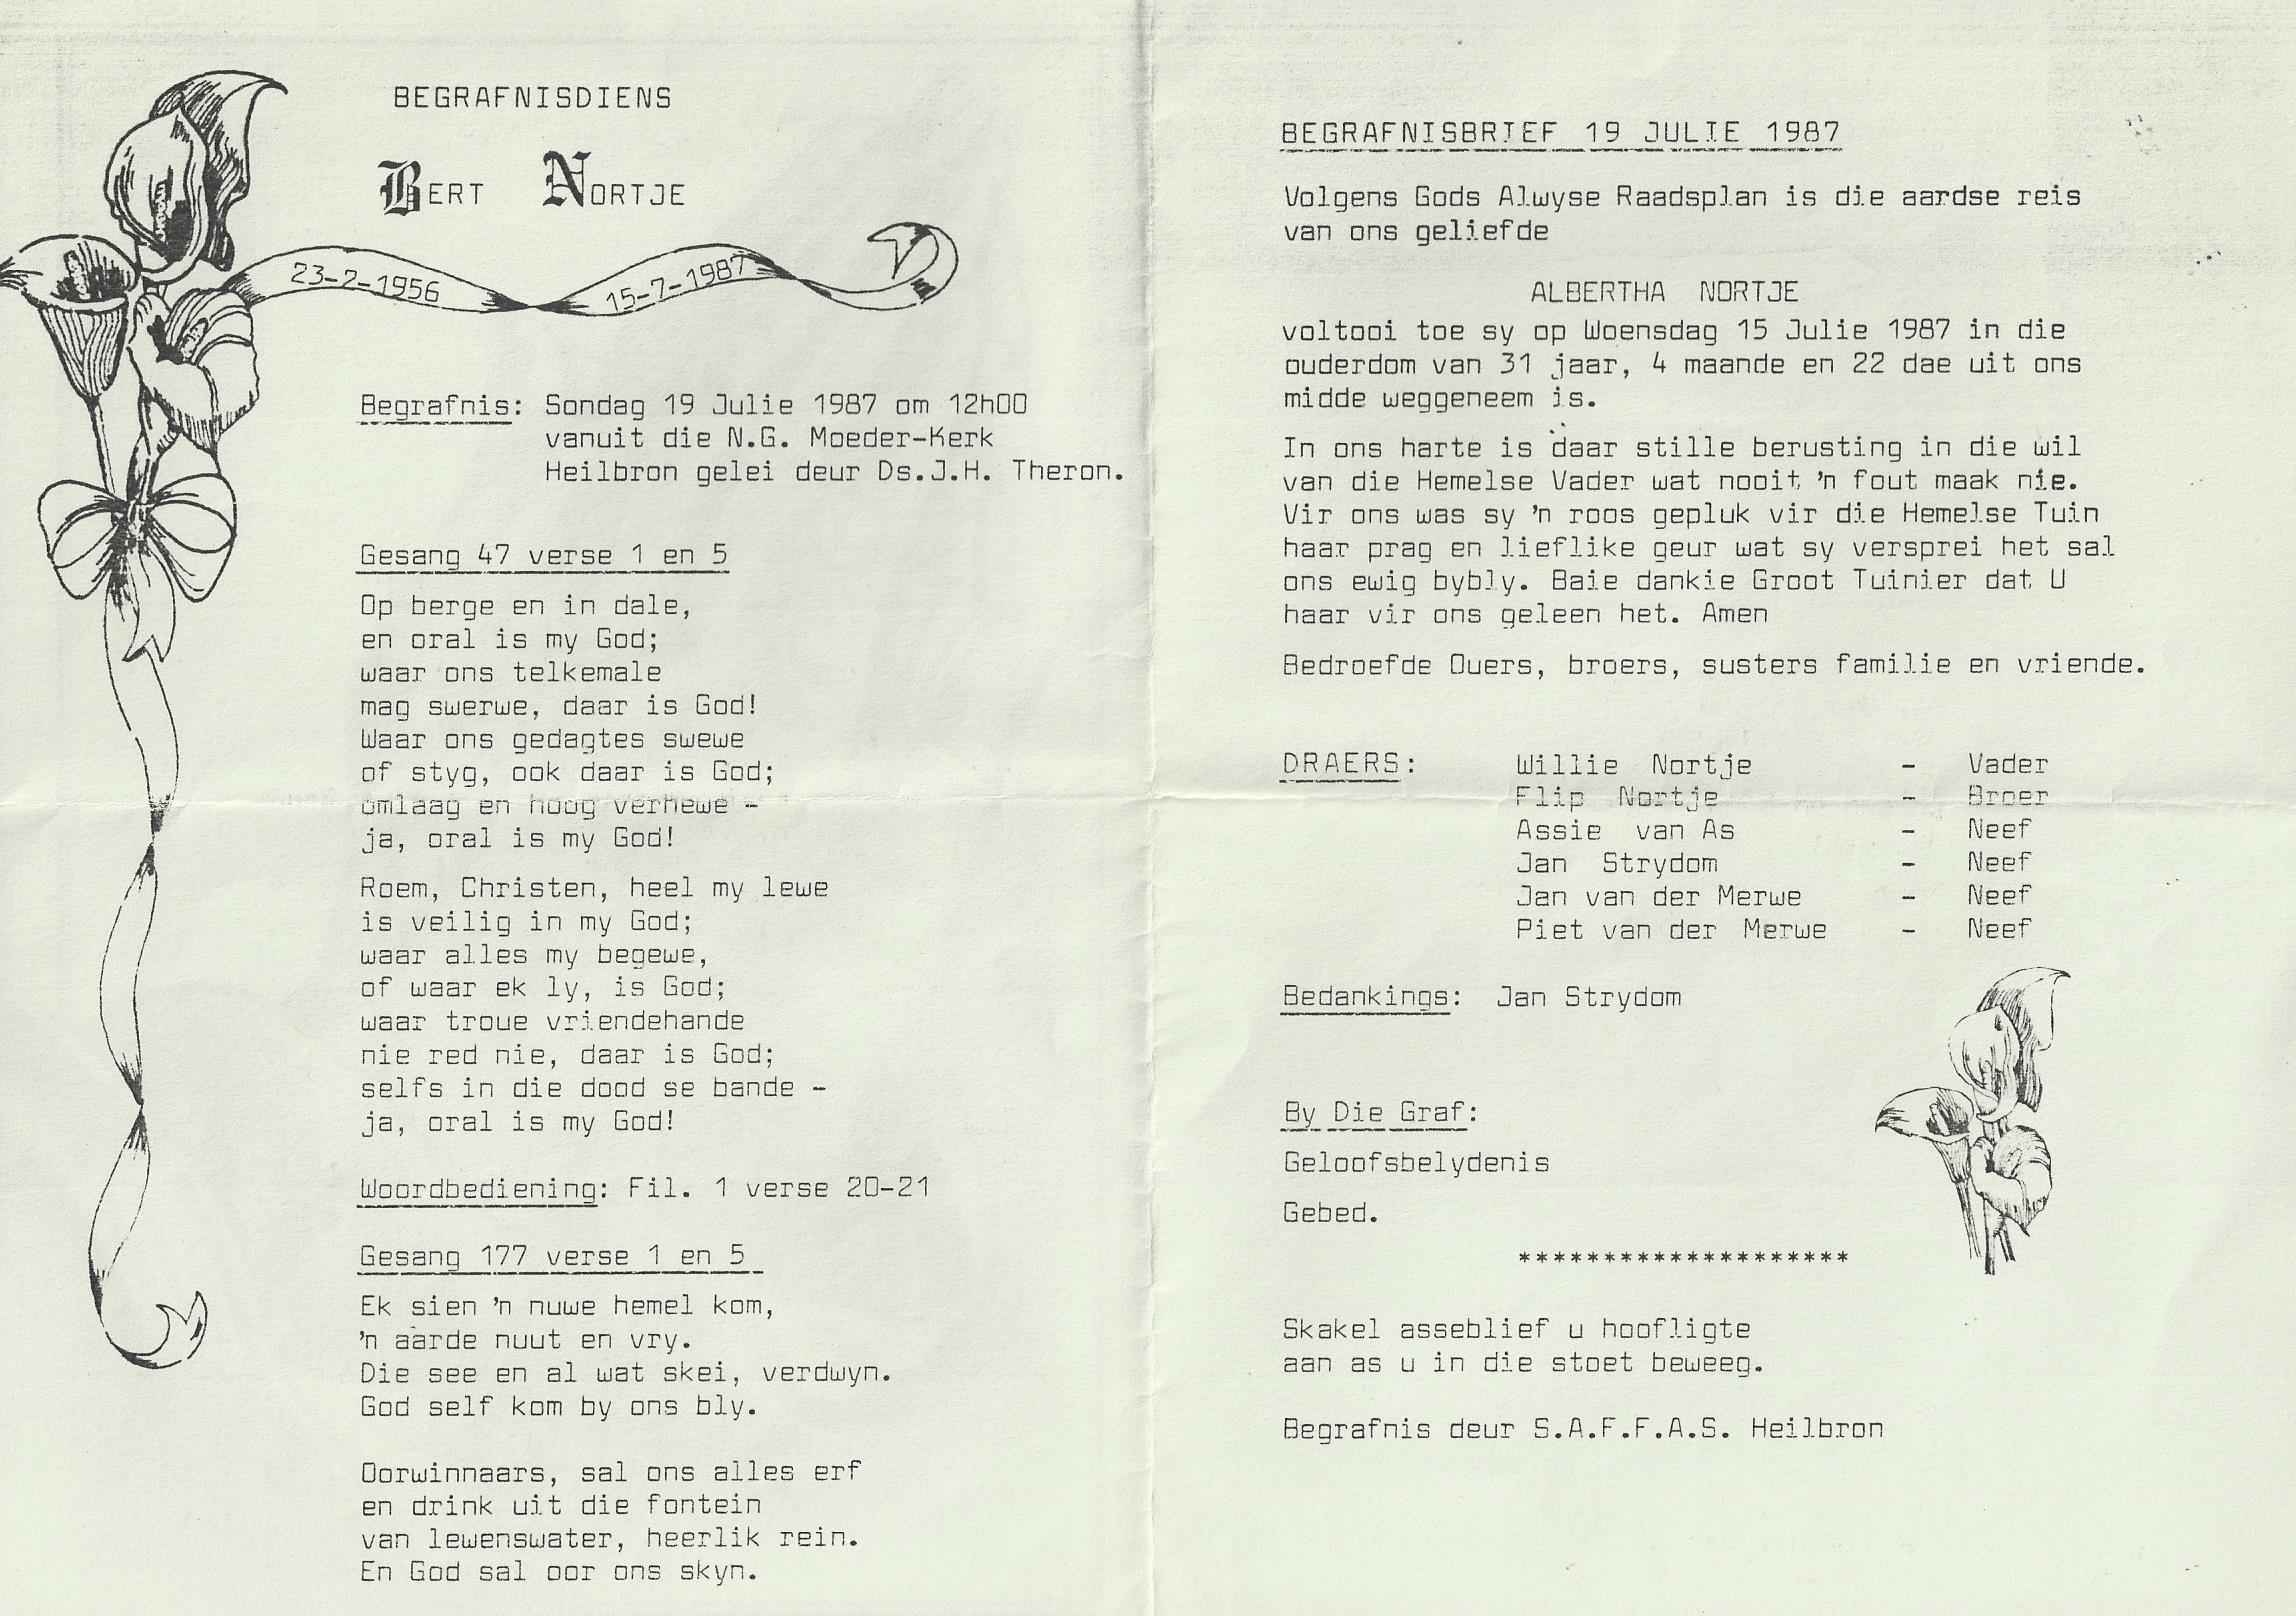 BEGRAFNISDIENS
BERT NORTJE
23-2-1956
15-7-1987
Begrafnis: Sondag 19 Julie 1987 om 12h00
vanuit die N.G. Moeder-Kerk
Heilbron gelei deur Ds.J.H. Theron.
Gesang 47 verse 1 en 5
Op berge en in dale,
en oral is my God;
waar ons telkemale
mag swerwe, daar is God!
Waar ons gedagtes swewe
of styg, ook daar is God;
omlaag en hoog verhewe -
ja, oral is my God!
Roem, Christen, heel my lewe
is veilig in my God;
waar alles my begewe,
of waar ek ly, is God;
waar troue vriendehande
nie red nie, daar is God;
selfs in die dood se bande -
ja, oral is my God!
Woordbediening: Fil. 1 verse 20-21
Gesang 177 verse 1 en 5
Ek sien 'n nuwe hemel kom,
'n aarde nuut en vry.
Die see en al wat skei, verdwyn.
God self kom by ons bly.
Oorwinnaars, sal ons alles erf
en drink uit die fontein
van lewenswater, heerlik rein.
En God sal oor ons skyn.
BEGRAFNISBRIEF 19 JULIE 1987
Volgens Gods Alwyse Raadsplan is die aardse reis
van ons geliefde
ALBERTHA NORTJE
voltooi toe sy op Woensdag 15 Julie 1987 in die
ouderdom van 31 jaar, 4 maande en 22 dae uit ons
midde weggeneem is.
In ons harte is daar stille berusting in die wil
van die Hemelse Vader wat nooit 'n fout maak nie.
Vir ons was sy 'n roos gepluk vir die Hemelse Tuin
haar prag en lieflike geur wat sy versprei het sal
ons ewig bybly. Baie dankie Groot Tuinier dat U
haar vir ons geleen het. Amen
Bedroefde Ouers, broers, susters familie en vriende.
DRAERS: Willie Nortje - Vader
Flip Nortje - Broer
Assie van As - Neef
Jan Strydom - Neef
Jan van der Merwe - Neef
Piet van der Merwe - Neef
Bedankings: Jan Strydom
By Die Graf:
Geloofsbelydenis
Gebed.
********************
Skakel asseblief u hoofligte
aan as u in die stoet beweeg.
Begrafnis deur S.A.F.F.A.S. Heilbron